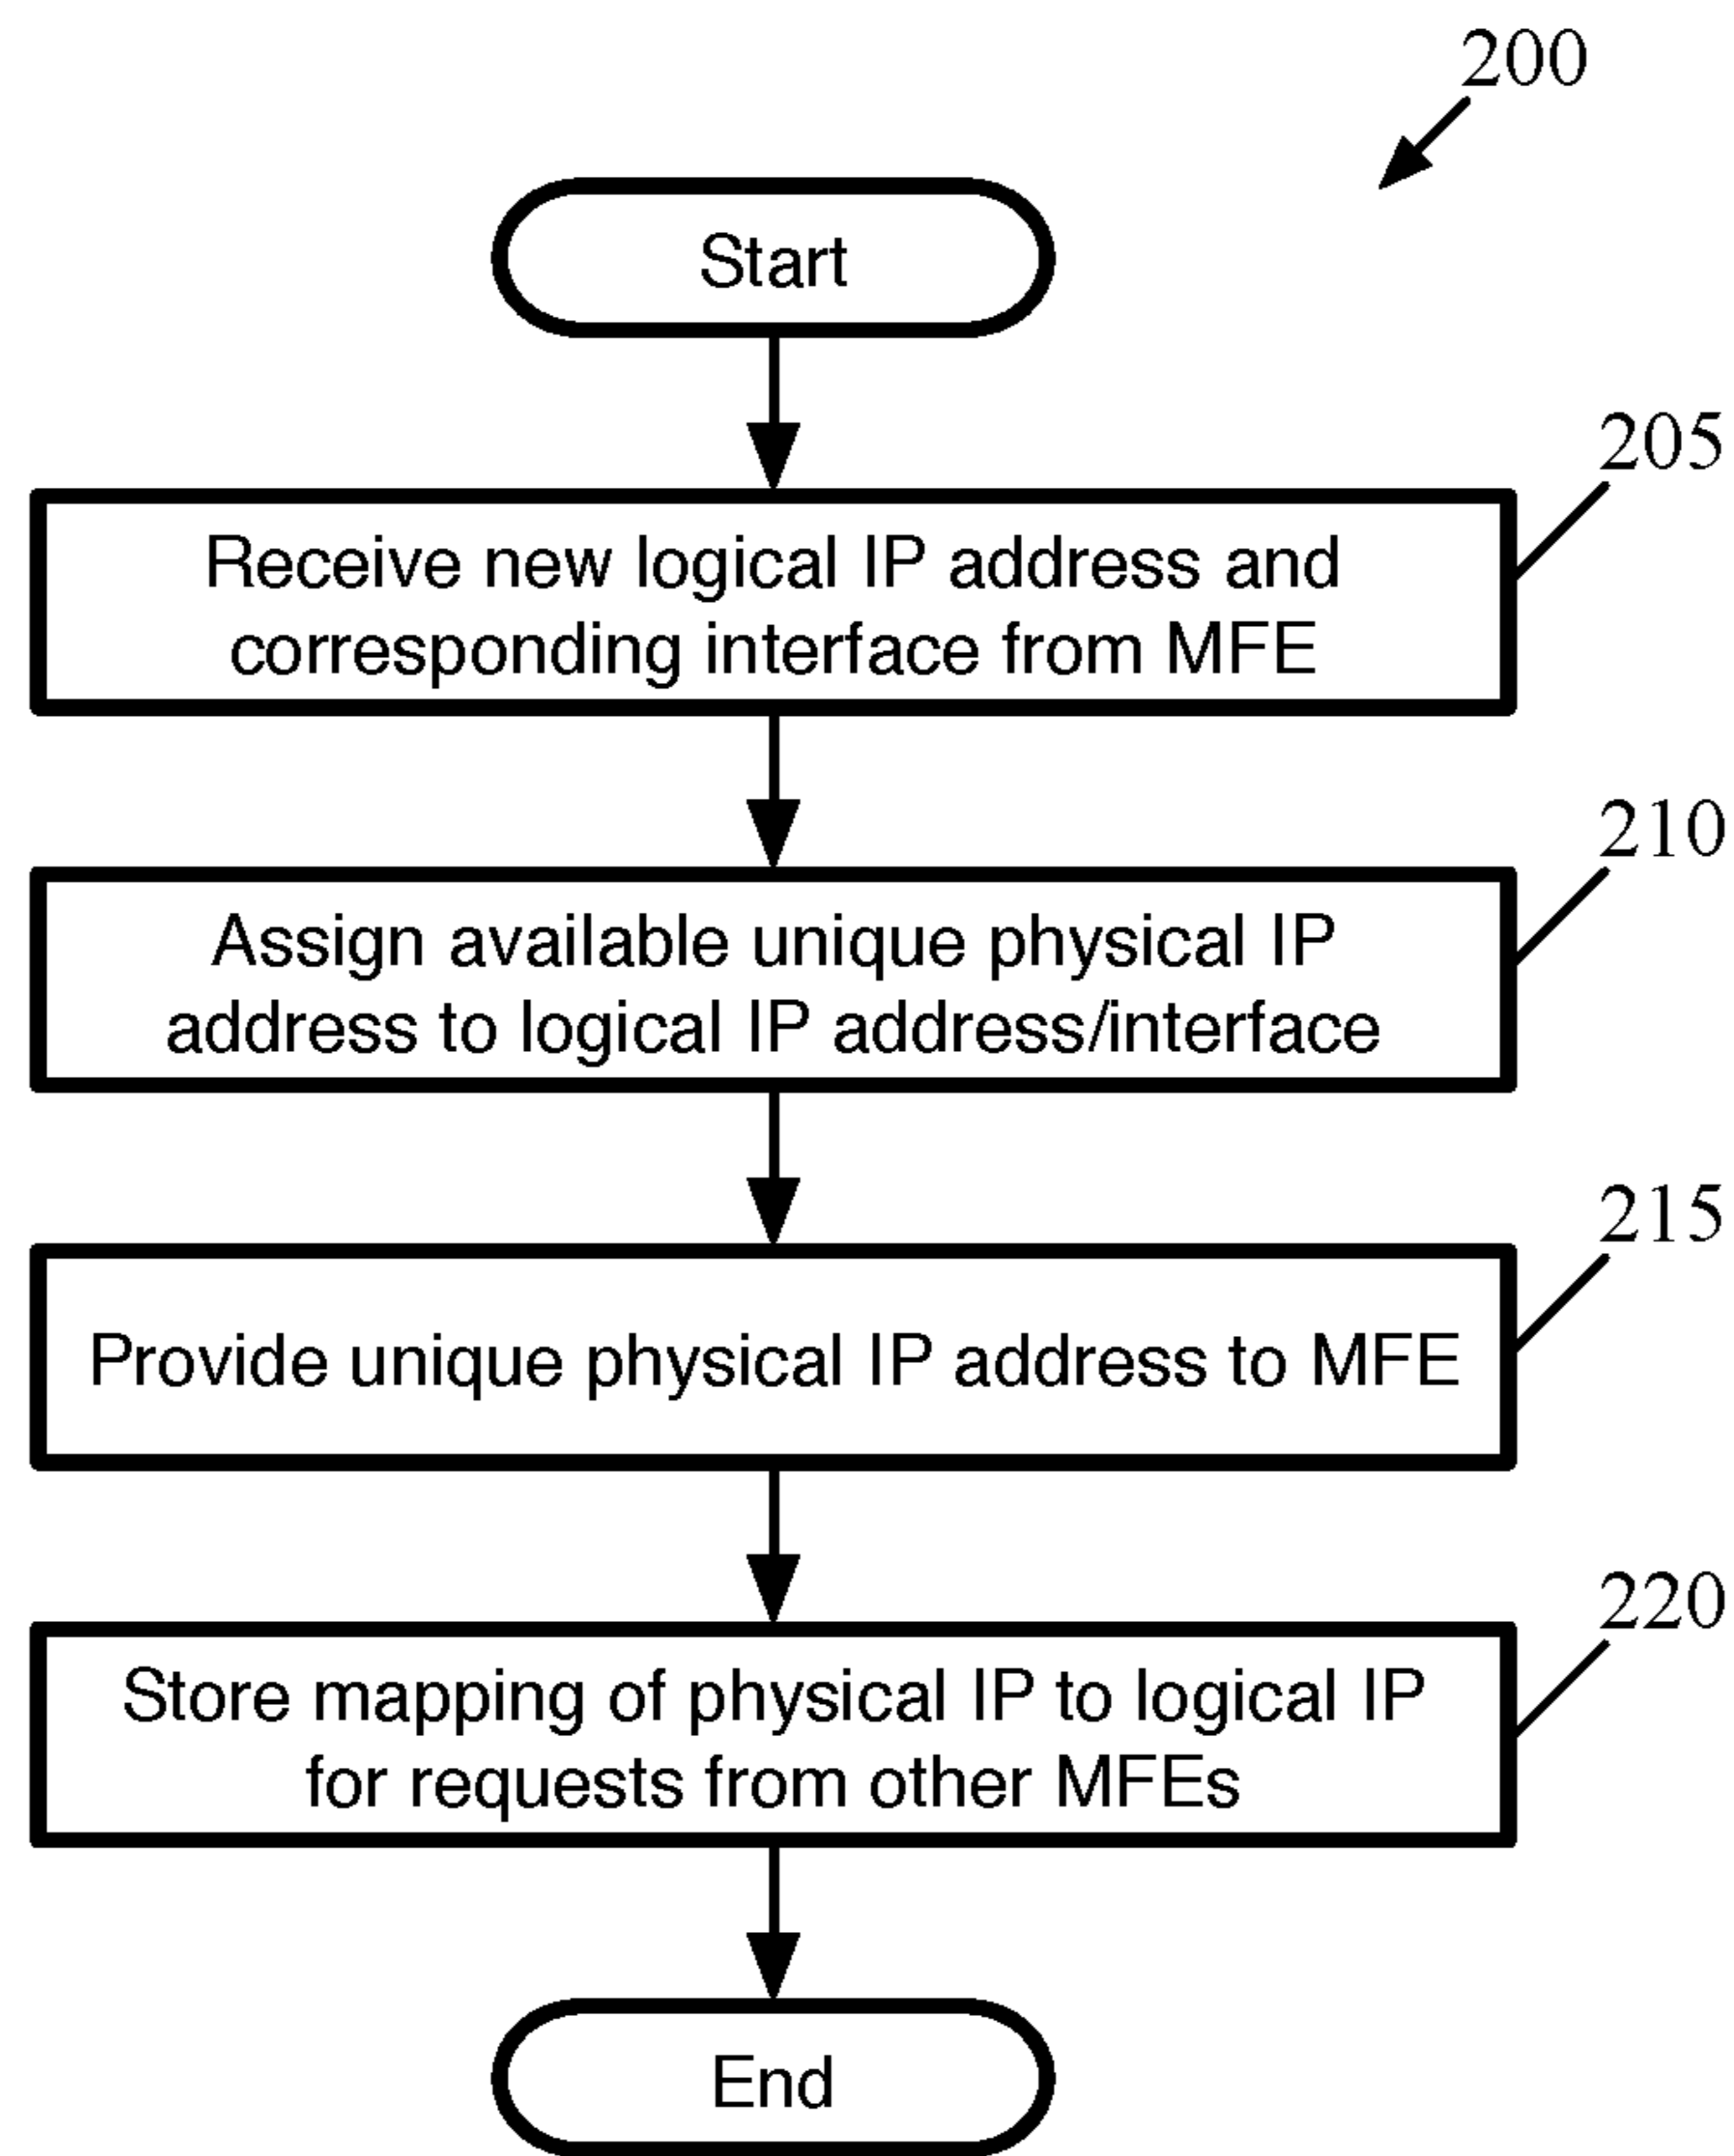 200
Start
205
Receive new logical IP address and
corresponding interface from MFE
210
Assign available unique physical IP
address to logical IP address/interface
215
Provide unique physical IP address to MFE
220
Store mapping of physical IP to logical IP
for requests from other MFEs
End